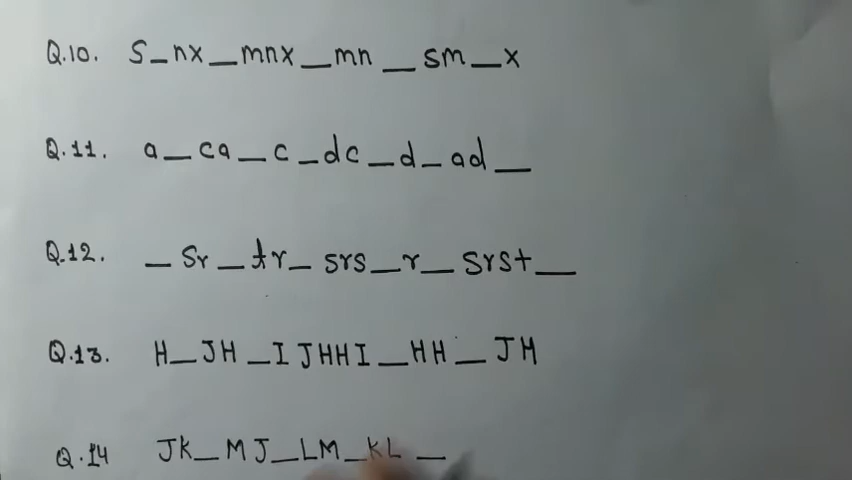 Q.10. S_nx_mnx_mn_sm_x
Q.11. a_ca_c_dc_d_ad_
Q.12. _sr_tr_srs_r_srst_
Q.13. H_JH_IJHHI_HH_JH
Q.14 JK_MJ_LM_KL_